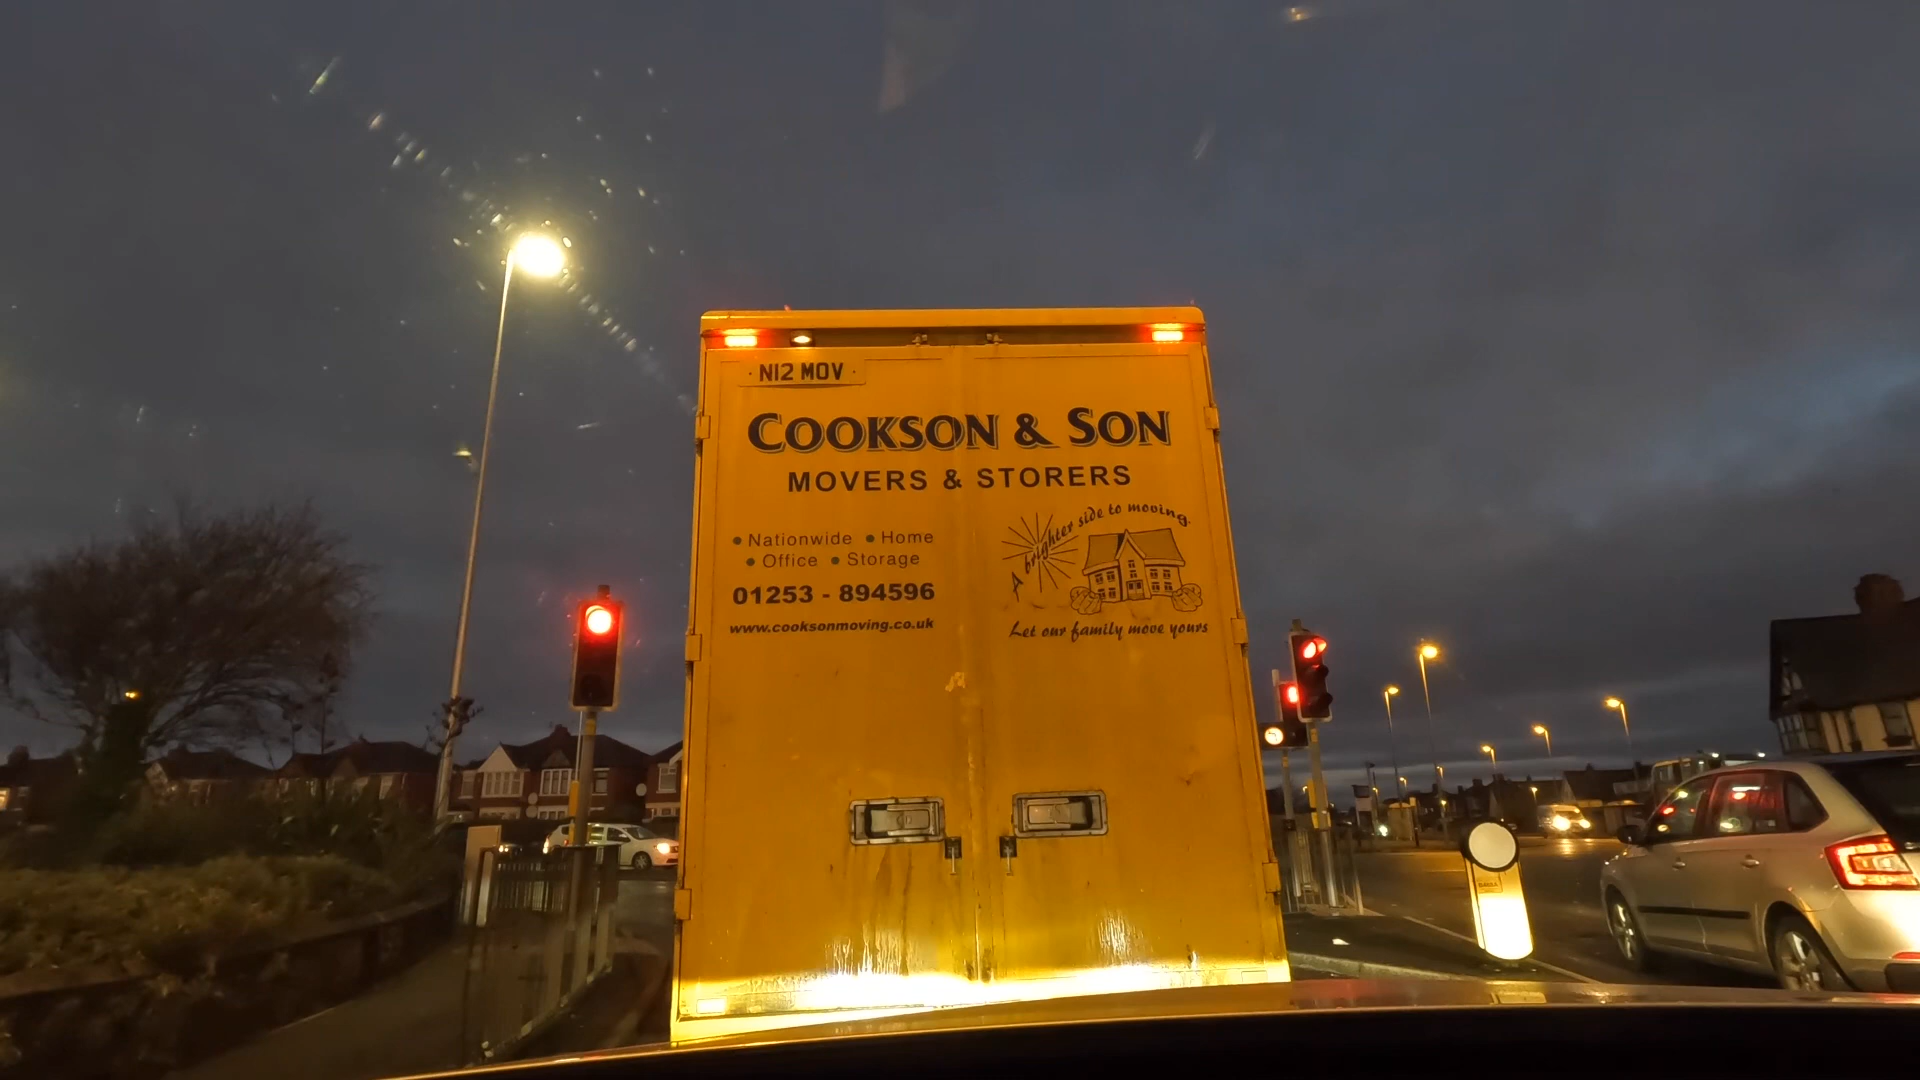 N12 MOV
COOKSON & SON
MOVERS & STORERS
• Nationwide • Home
• Office • Storage
01253 - 894596
www.cooksonmoving.co.uk
A brighter side to moving
Let our family move yours